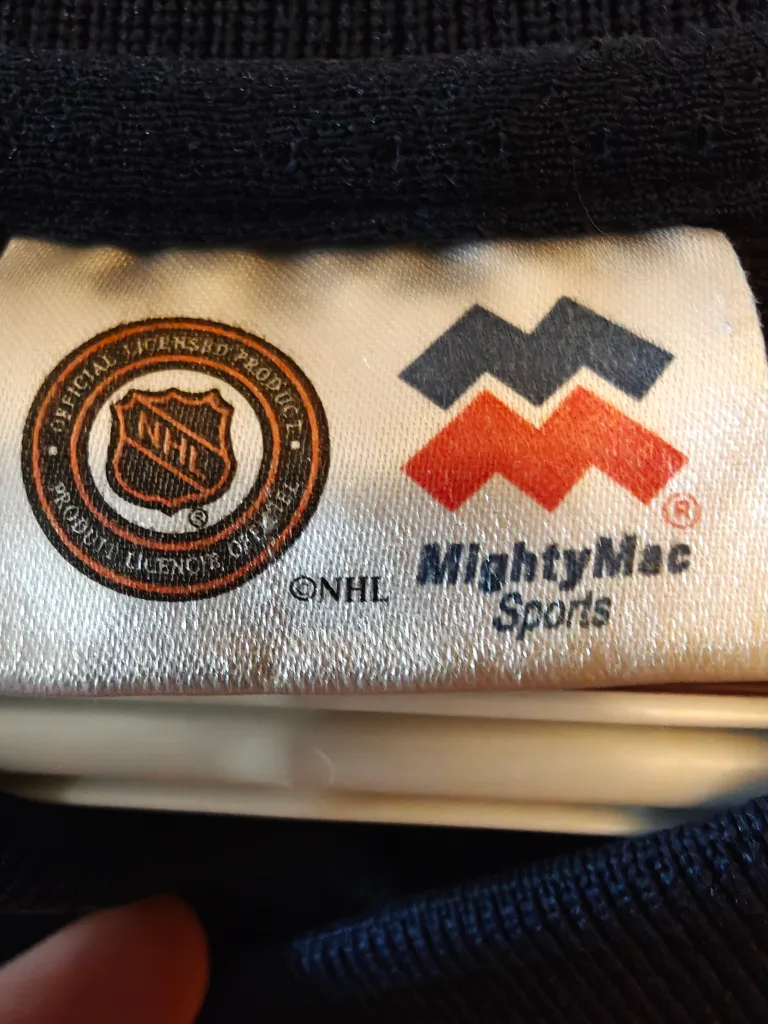 OFFICIAL LICENSED PRODUCT
NHL
®
PRODUIT LICENCIÉ OFFICIEL
©NHL
®
MightyMac
Sports